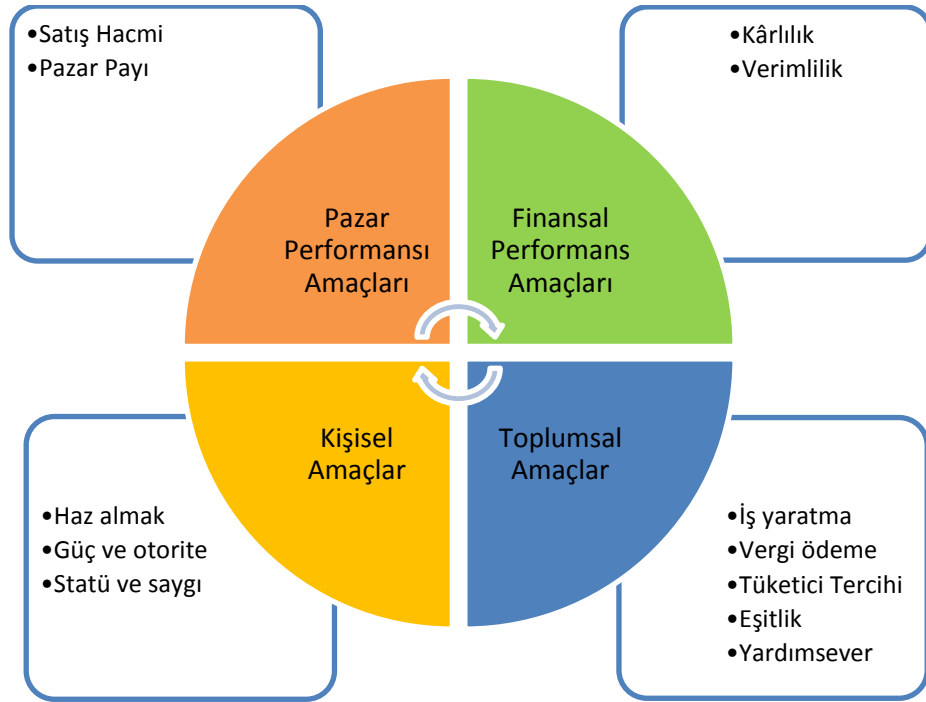 •Satış Hacmi
•Pazar Payı
•Kârlılık
•Verimlilik
Pazar
Performansı
Amaçları
Finansal
Performans
Amaçları
Kişisel
Amaçlar
Toplumsal
Amaçlar
•Haz almak
•Güç ve otorite
•Statü ve saygı
•İş yaratma
•Vergi ödeme
•Tüketici Tercihi
•Eşitlik
•Yardımsever